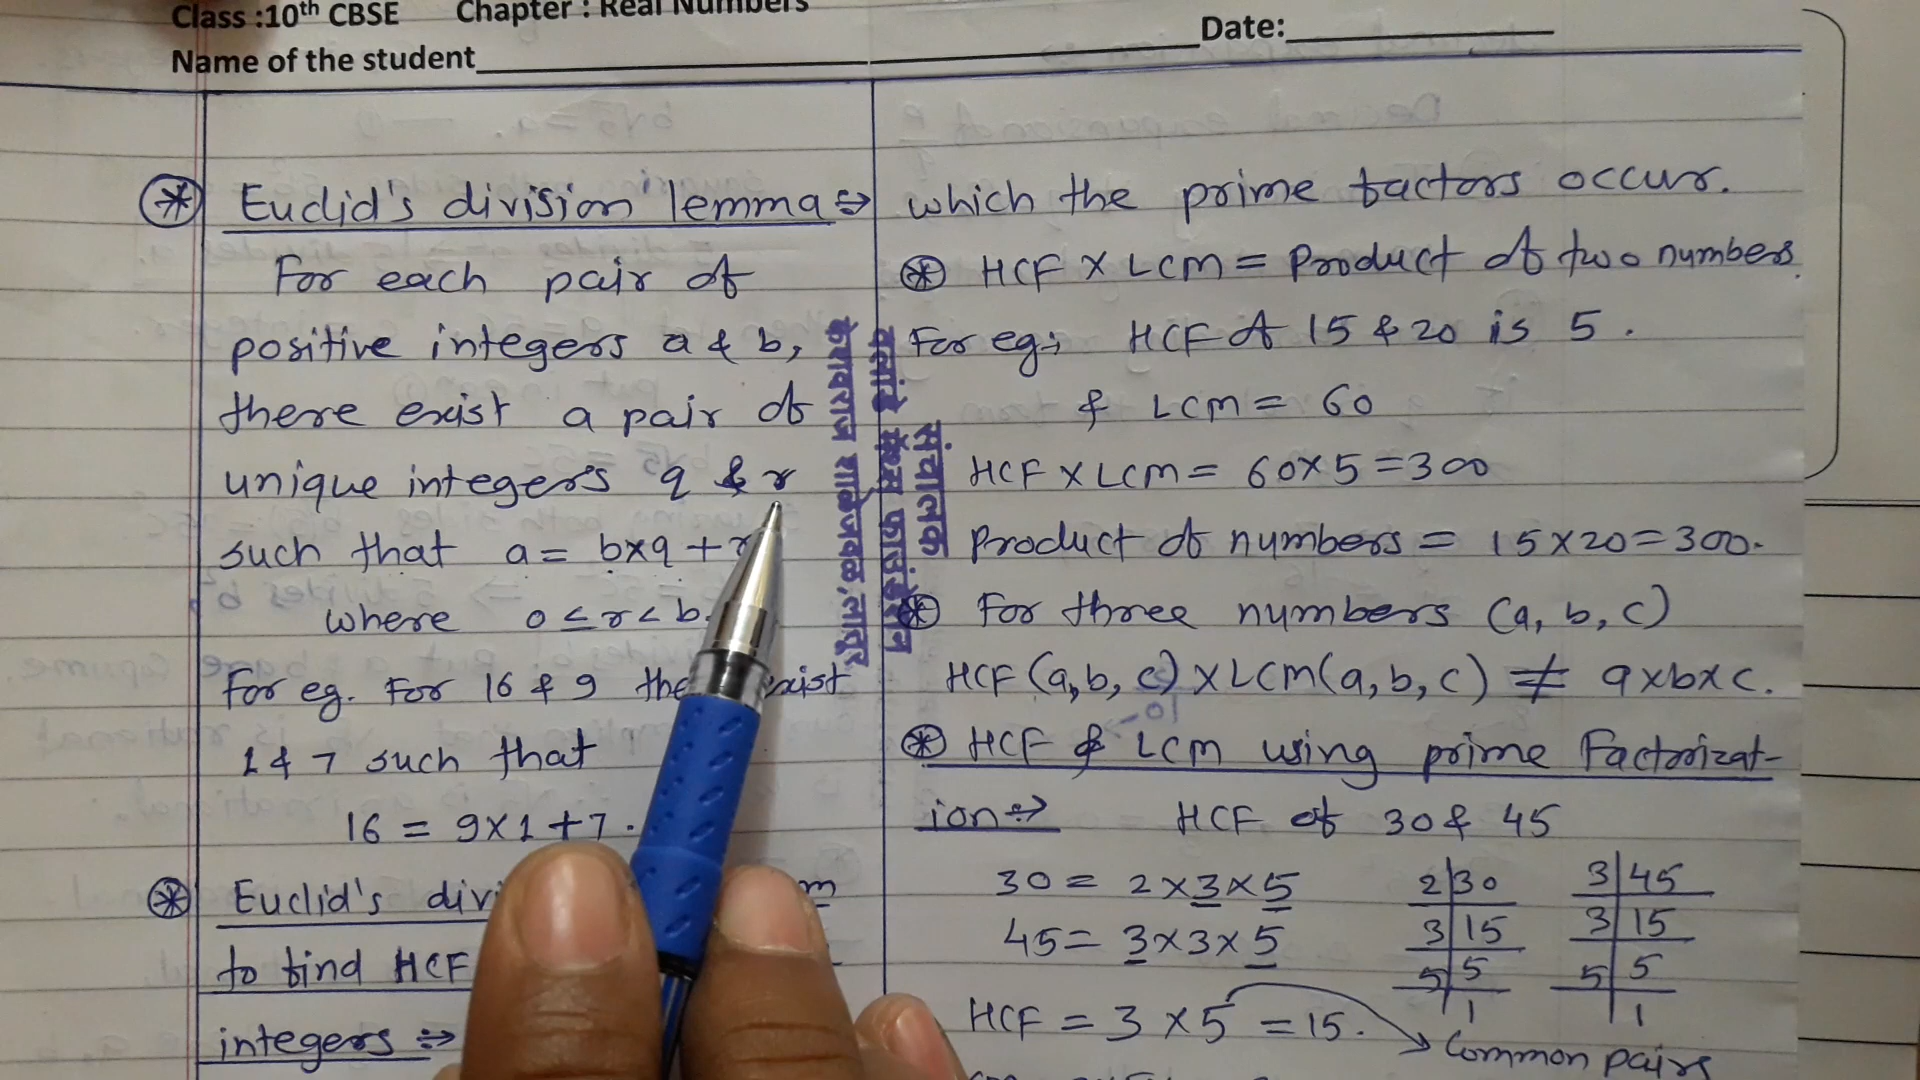 Class :10th CBSE Chapter : Real Numbers
Name of the student Date:
Euclid's division lemma ⇒
For each pair of
positive integers a & b,
there exist a pair of
unique integers q & r
such that a = b×q + r
where 0 ≤ r < b.
For eg. For 16 & 9 exist
1 & 7 such that
16 = 9×1+7.
Euclid's
to find HCF
integers ⇒
केशवराज शाळेजवळ, लातूर
संचालक
which the prime factors occur.
HCF × LCM = Product of two numbers.
For eg; HCF of 15 & 20 is 5.
& LCM = 60
HCF × LCM = 60×5 = 300
Product of numbers = 15×20 = 300.
For three numbers (a, b, c)
HCF (a,b,c) × LCM(a,b,c) ≠ a×b×c.
HCF & LCM using prime Factorizat-
ion ⇒ HCF of 30 & 45
30 = 2×3×5 2|30 3|45
45 = 3×3×5 3|15 3|15
5|5 5|5
1 1
HCF = 3×5 = 15.
Common pairs